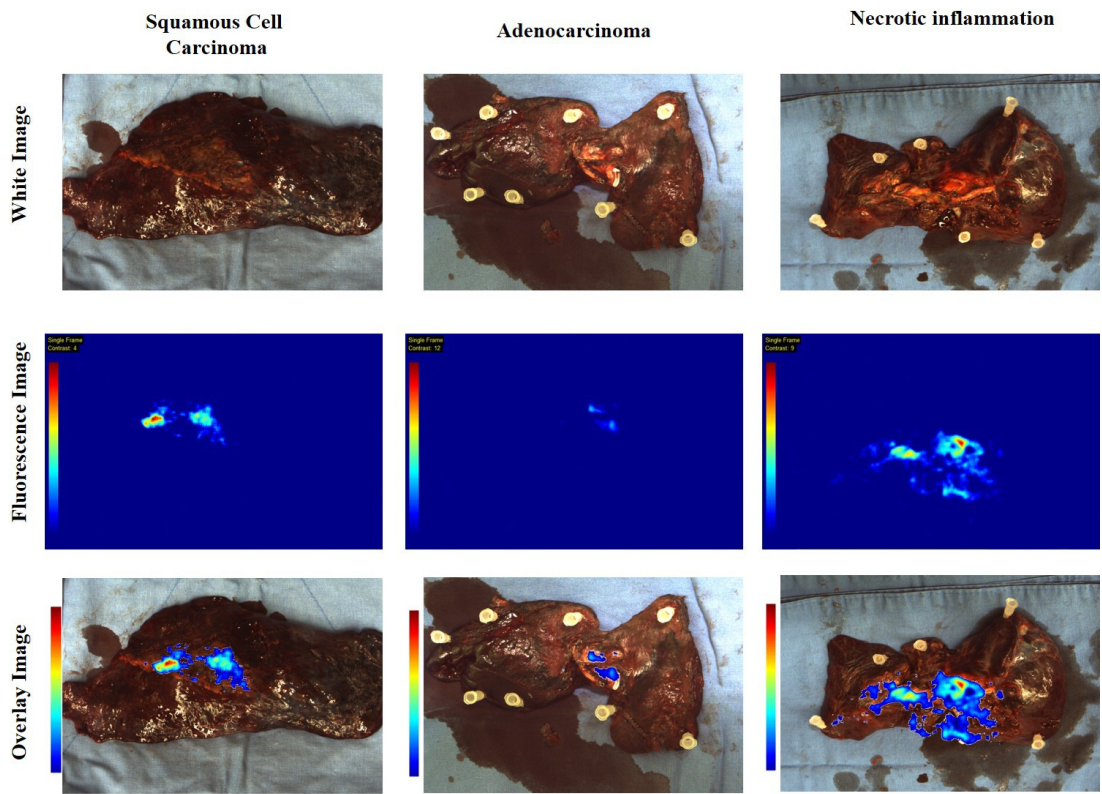 Squamous Cell
Carcinoma
Adenocarcinoma
Necrotic inflammation
White Image
Fluorescence Image
Single Frame
Contrast: 4
Single Frame
Contrast: 12
Single Frame
Contrast: 9
Overlay Image